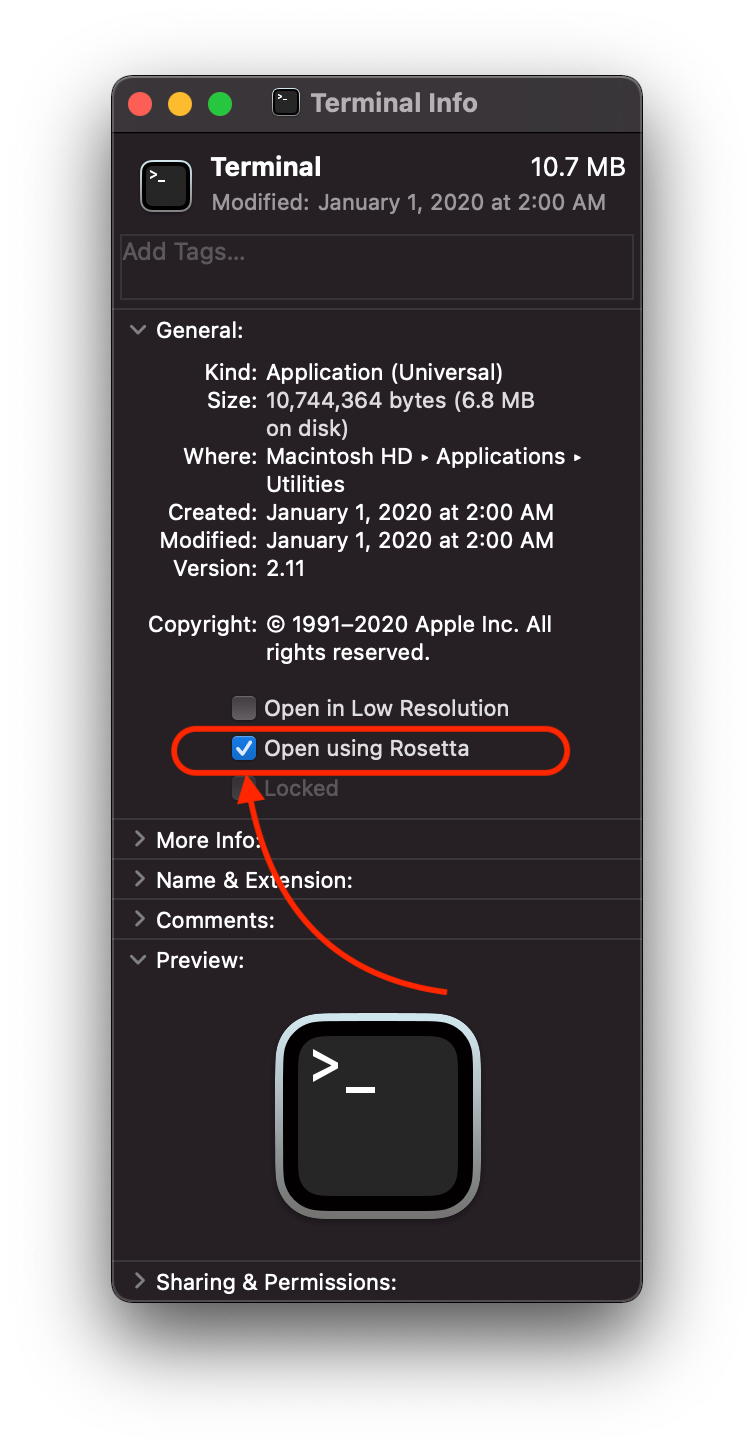 Terminal Info
Terminal 10.7 MB
Modified: January 1, 2020 at 2:00 AM
Add Tags...
General:
Kind: Application (Universal)
Size: 10,744,364 bytes (6.8 MB
on disk)
Where: Macintosh HD ▸ Applications ▸
Utilities
Created: January 1, 2020 at 2:00 AM
Modified: January 1, 2020 at 2:00 AM
Version: 2.11
Copyright: © 1991–2020 Apple Inc. All
rights reserved.
Open in Low Resolution
Open using Rosetta
Locked
More Info:
Name & Extension:
Comments:
Preview:
>_
Sharing & Permissions: